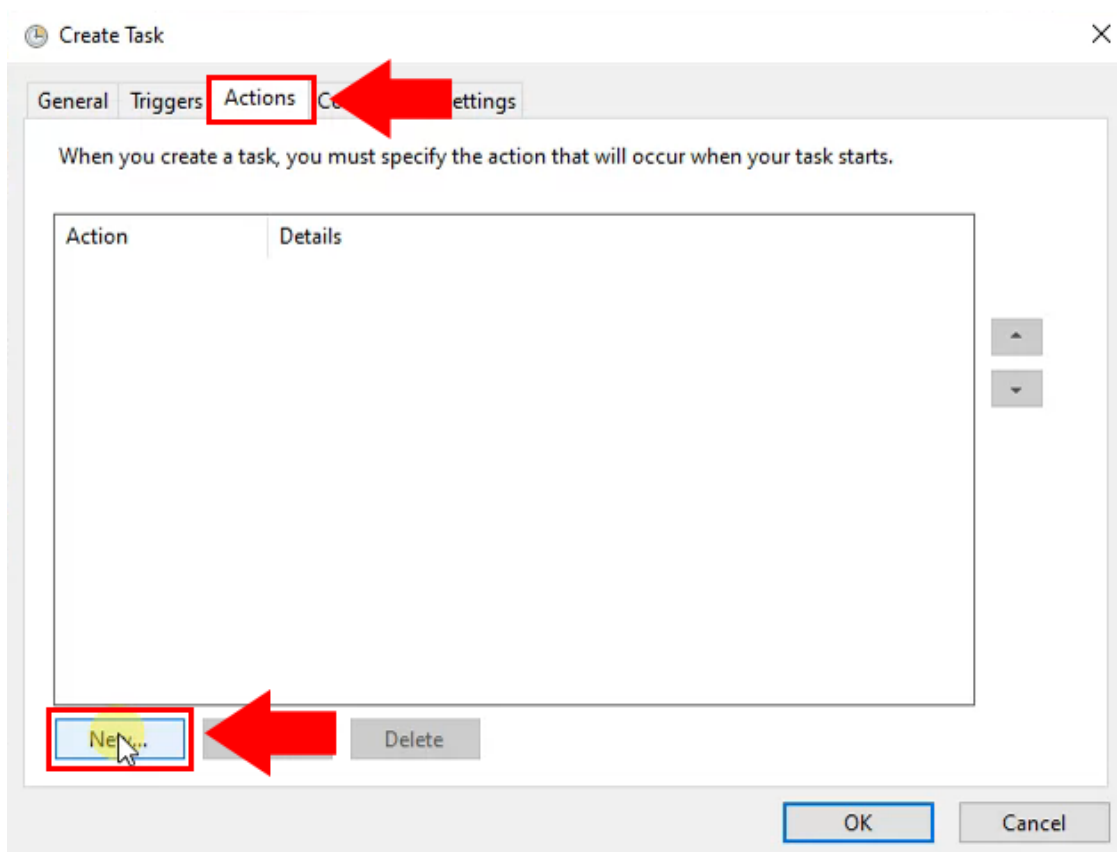 Create Task
General Triggers Actions
When you create a task, you must specify the action that will occur when your task starts.
Action Details
New... Delete
OK Cancel